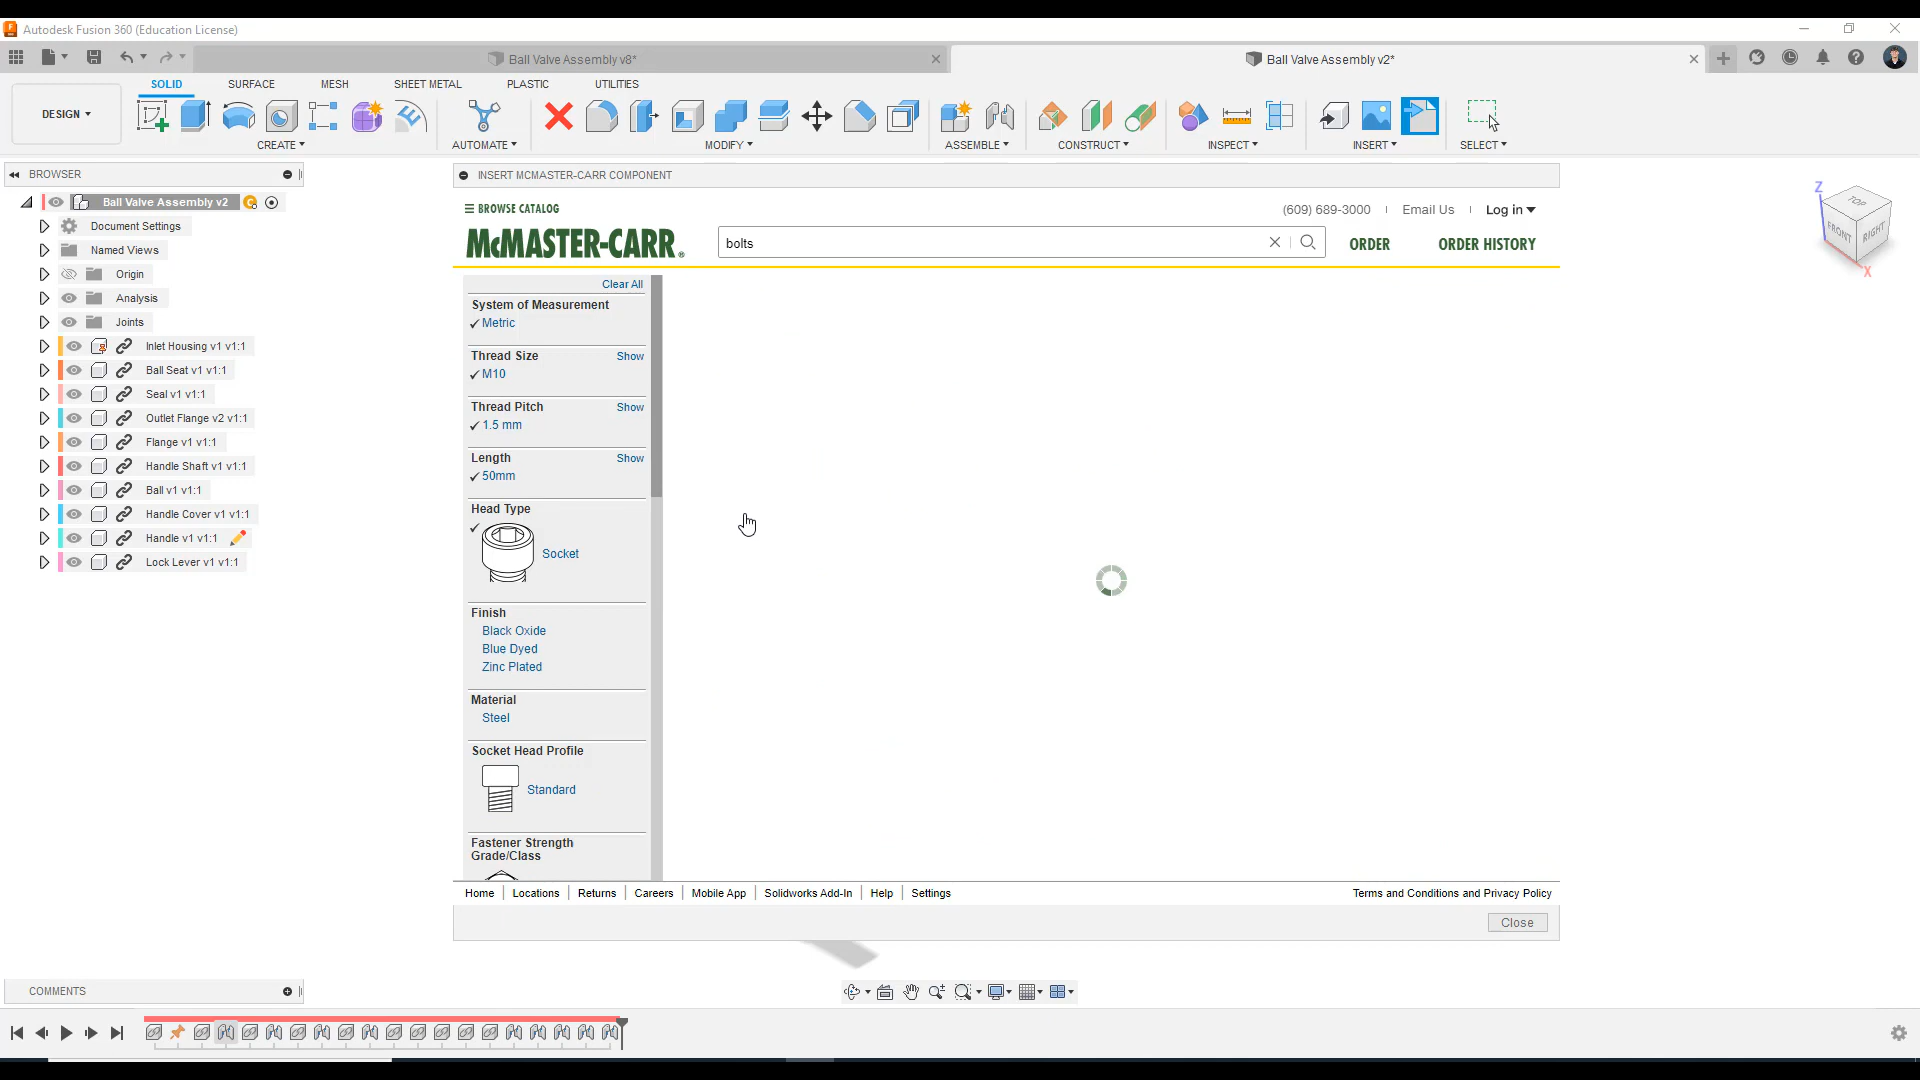 Autodesk Fusion 360 (Education License)
Ball Valve Assembly v8*
Ball Valve Assembly v2*
SOLID
SURFACE
MESH
SHEET METAL
PLASTIC
UTILITIES
DESIGN
CREATE
AUTOMATE
MODIFY
ASSEMBLE
CONSTRUCT
INSPECT
INSERT
SELECT
BROWSER
Ball Valve Assembly v2
Document Settings
Named Views
Origin
Analysis
Joints
Inlet Housing v1 v1:1
Ball Seat v1 v1:1
Seal v1 v1:1
Outlet Flange v2 v1:1
Flange v1 v1:1
Handle Shaft v1 v1:1
Ball v1 v1:1
Handle Cover v1 v1:1
Handle v1 v1:1
Lock Lever v1 v1:1
INSERT MCMASTER-CARR COMPONENT
BROWSE CATALOG
(609) 689-3000
Email Us
Log in
McMASTER-CARR®
bolts
ORDER
ORDER HISTORY
Clear All
System of Measurement
Metric
Thread Size Show
M10
Thread Pitch Show
1.5 mm
Length Show
50mm
Head Type
Socket
Finish
Black Oxide
Blue Dyed
Zinc Plated
Material
Steel
Socket Head Profile
Standard
Fastener Strength
Grade/Class
Home
Locations
Returns
Careers
Mobile App
Solidworks Add-In
Help
Settings
Terms and Conditions and Privacy Policy
Close
Z
TOP
FRONT
RIGHT
X
COMMENTS